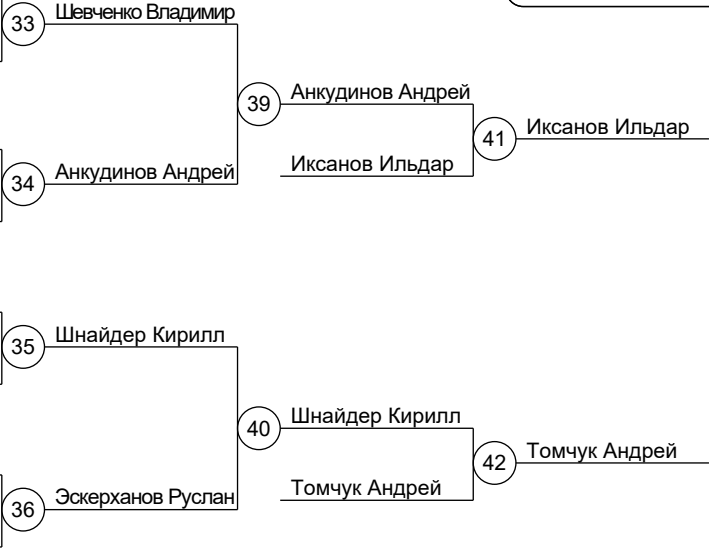 33
Шевченко Владимир
39
Анкудинов Андрей
41
Иксанов Ильдар
34
Анкудинов Андрей
Иксанов Ильдар
35
Шнайдер Кирилл
40
Шнайдер Кирилл
42
Томчук Андрей
36
Эскерханов Руслан
Томчук Андрей